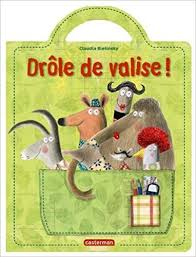 Claudia Bielinsky
Drôle de valise !
casterman